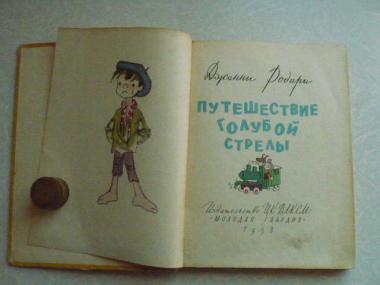 Джанни Родари
ПУТЕШЕСТВИЕ
ГОЛУБОЙ
СТРЕЛЫ
Издательство ЦК ВЛКСМ
«МОЛОДАЯ ГВАРДИЯ»